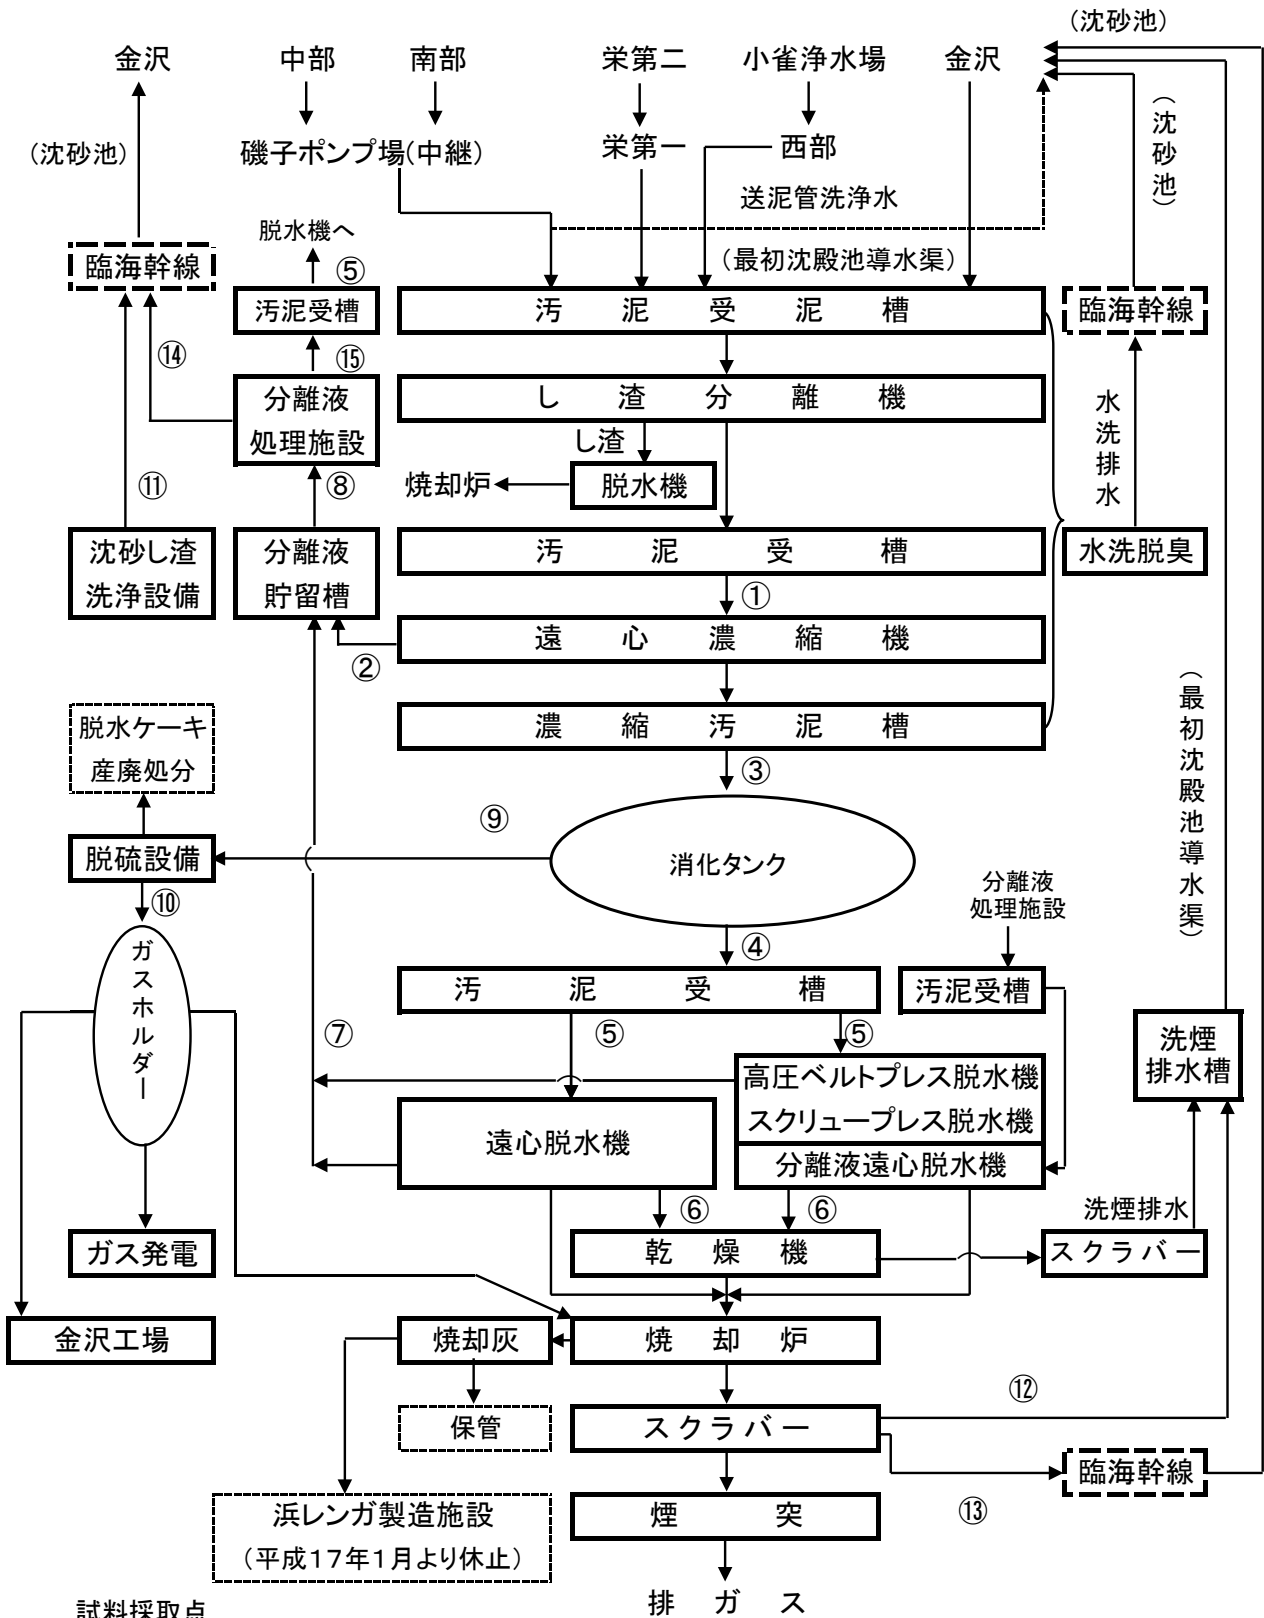 (沈砂池)
金沢
中部
南部
栄第二
小雀浄水場
金沢
(沈砂池)
(沈砂池)
磯子ポンプ場(中継)
栄第一
西部
送泥管洗浄水
脱水機へ
(最初沈殿池導水渠)
臨海幹線
⑤
汚泥受槽
汚泥受泥槽
臨海幹線
⑭
⑮
分離液
処理施設
し渣分離機
し渣
水洗排水
焼却炉
脱水機
⑪
⑧
沈砂し渣
洗浄設備
分離液
貯留槽
汚泥受槽
水洗脱臭
①
遠心濃縮機
②
濃縮汚泥槽
(最初沈殿池導水渠)
脱水ケーキ
産廃処分
③
⑨
消化タンク
脱硫設備
⑩
分離液
処理施設
④
ガスホルダー
汚泥受槽
汚泥受槽
⑦
⑤
⑤
洗煙
排水槽
高圧ベルトプレス脱水機
スクリュープレス脱水機
遠心脱水機
分離液遠心脱水機
⑥
⑥
洗煙排水
ガス発電
乾燥機
スクラバー
金沢工場
焼却灰
焼却炉
⑫
保管
スクラバー
臨海幹線
⑬
浜レンガ製造施設
(平成17年1月より休止)
煙突
排ガス
試料採取点